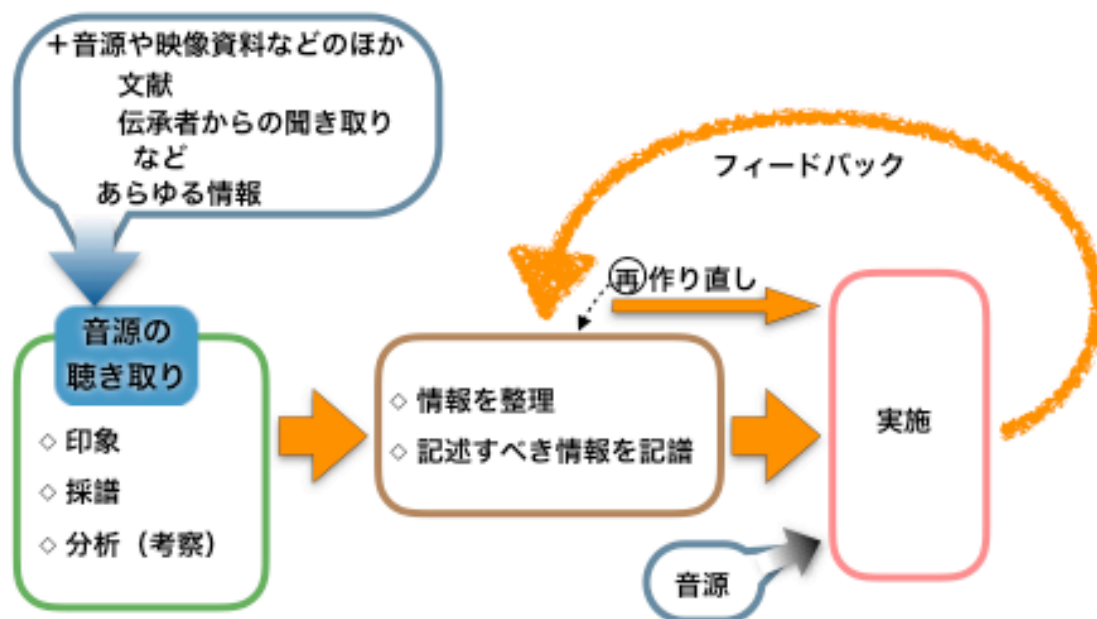 ＋音源や映像資料などのほか
文献
伝承者からの聞き取り
など
あらゆる情報
フィードバック
再作り直し
音源の
聴き取り
◇ 印象
◇ 採譜
◇ 分析（考察）
◇ 情報を整理
◇ 記述すべき情報を記譜
実施
音源